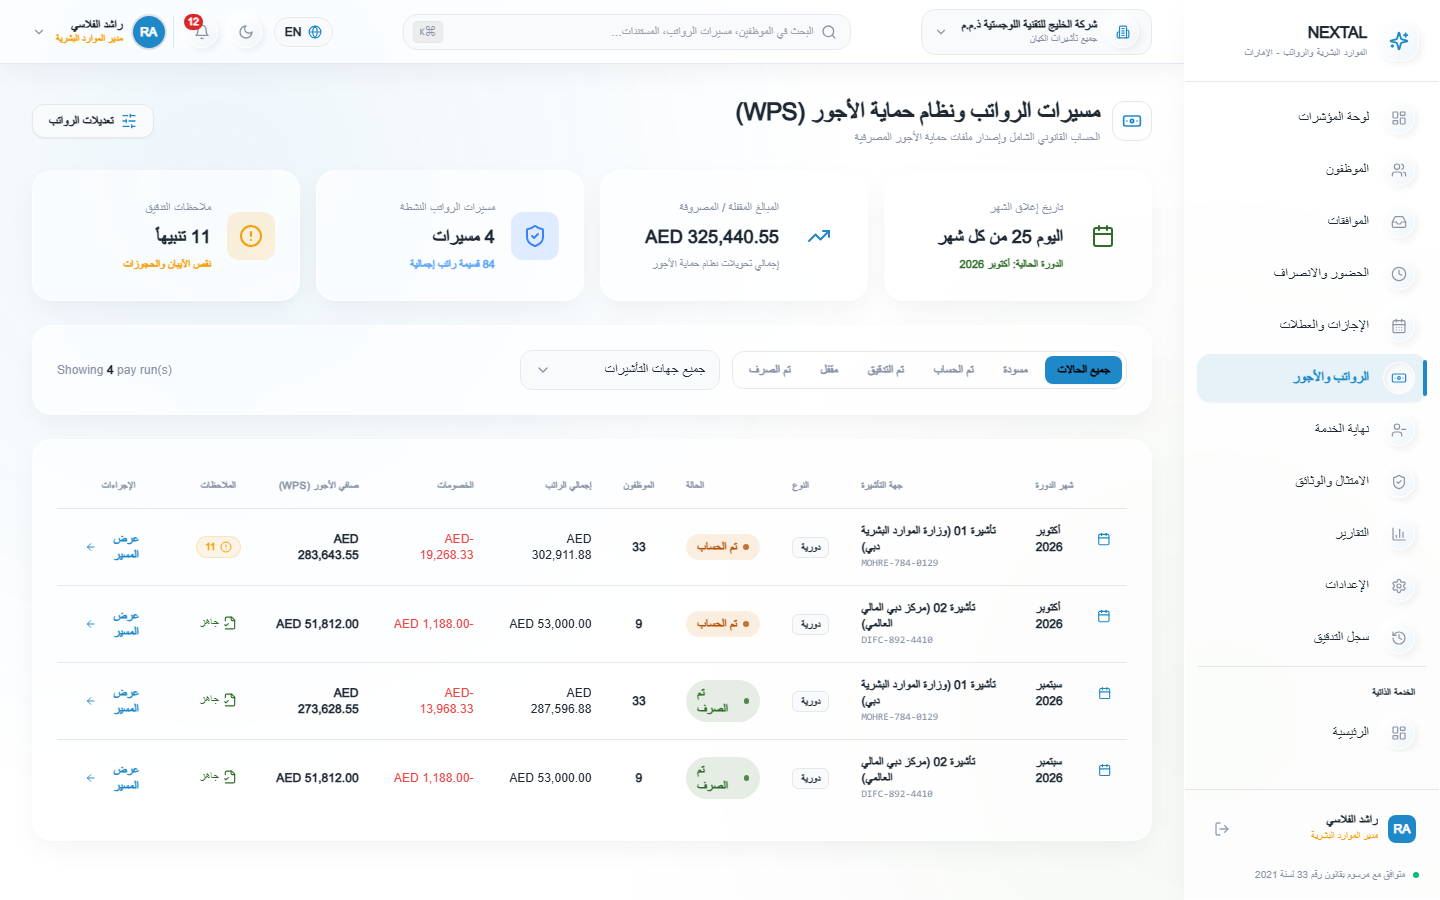 NEXTAL
الموارد البشرية والرواتب - الإمارات
لوحة المؤشرات
الموظفون
الموافقات
الحضور والانصراف
الإجازات والعطلات
الرواتب والأجور
نهاية الخدمة
الامتثال والوثائق
التقارير
الإعدادات
سجل التدقيق
الخدمة الذاتية
الرئيسية
RA
راشد الفلاسي
مدير الموارد البشرية
متوافق مع مرسوم بقانون رقم 33 لسنة 2021
شركة الخليج للتقنية اللوجستية ذ.م.م
جميع تأشيرات الكيان
البحث في الموظفين، مسيرات الرواتب، المستندات...
⌘K
EN
12
RA
راشد الفلاسي
مدير الموارد البشرية
مسيرات الرواتب ونظام حماية الأجور (WPS)
الحساب القانوني الشامل وإصدار ملفات حماية الأجور المصرفية
تعديلات الرواتب
تاريخ إغلاق الشهر
اليوم 25 من كل شهر
الدورة الحالية: أكتوبر 2026
المبالغ المقفلة / المصروفة
AED 325,440.55
إجمالي تحويلات نظام حماية الأجور
مسيرات الرواتب النشطة
4 مسيرات
84 قسيمة راتب إجمالية
ملاحظات التدقيق
11 تنبيهاً
نقص الآيبان والحجوزات
جميع الحالات
مسودة
تم الحساب
تم التدقيق
مقفل
تم الصرف
جميع جهات التأشيرات
Showing 4 pay run(s)
شهر الدورة
جهة التأشيرة
النوع
الحالة
الموظفون
إجمالي الراتب
الخصومات
صافي الأجور (WPS)
الملاحظات
الإجراءات
أكتوبر
2026
تأشيرة 01 (وزارة الموارد البشرية
دبي)
MOHRE-784-0129
دورية
تم الحساب
33
AED
302,911.88
AED-
19,268.33
AED
283,643.55
11
عرض
المسير
أكتوبر
2026
تأشيرة 02 (مركز دبي المالي
العالمي)
DIFC-892-4410
دورية
تم الحساب
9
AED 53,000.00
AED 1,188.00-
AED 51,812.00
جاهز
عرض
المسير
سبتمبر
2026
تأشيرة 01 (وزارة الموارد البشرية
دبي)
MOHRE-784-0129
دورية
تم
الصرف
33
AED
287,596.88
AED-
13,968.33
AED
273,628.55
جاهز
عرض
المسير
سبتمبر
2026
تأشيرة 02 (مركز دبي المالي
العالمي)
DIFC-892-4410
دورية
تم
الصرف
9
AED 53,000.00
AED 1,188.00-
AED 51,812.00
جاهز
عرض
المسير